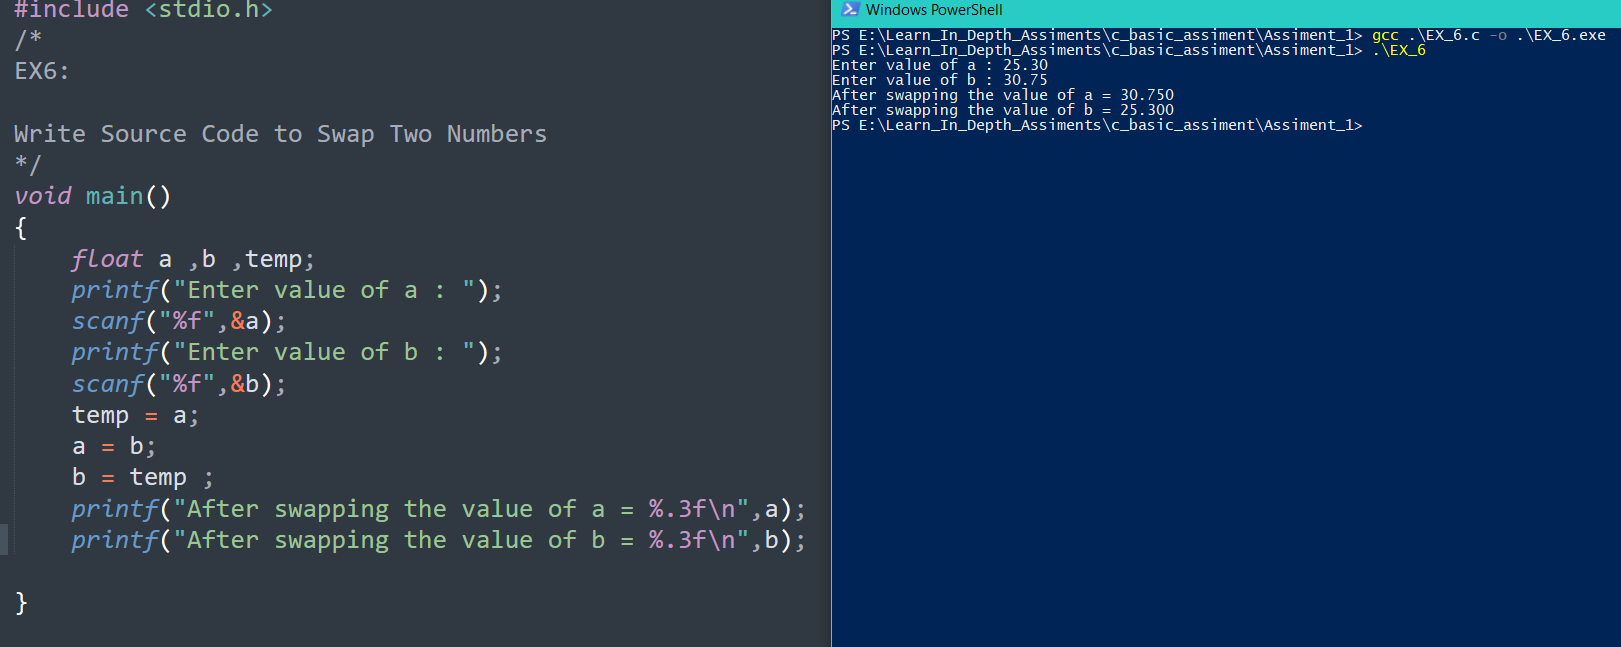 #include <stdio.h>
/*
EX6:
Write Source Code to Swap Two Numbers
*/
void main()
{
float a ,b ,temp;
printf("Enter value of a : ");
scanf("%f",&a);
printf("Enter value of b : ");
scanf("%f",&b);
temp = a;
a = b;
b = temp ;
printf("After swapping the value of a = %.3f\n",a);
printf("After swapping the value of b = %.3f\n",b);
}
Windows PowerShell
PS E:\Learn_In_Depth_Assiments\c_basic_assiment\Assiment_1> gcc .\EX_6.c -o .\EX_6.exe
PS E:\Learn_In_Depth_Assiments\c_basic_assiment\Assiment_1> .\EX_6
Enter value of a : 25.30
Enter value of b : 30.75
After swapping the value of a = 30.750
After swapping the value of b = 25.300
PS E:\Learn_In_Depth_Assiments\c_basic_assiment\Assiment_1>